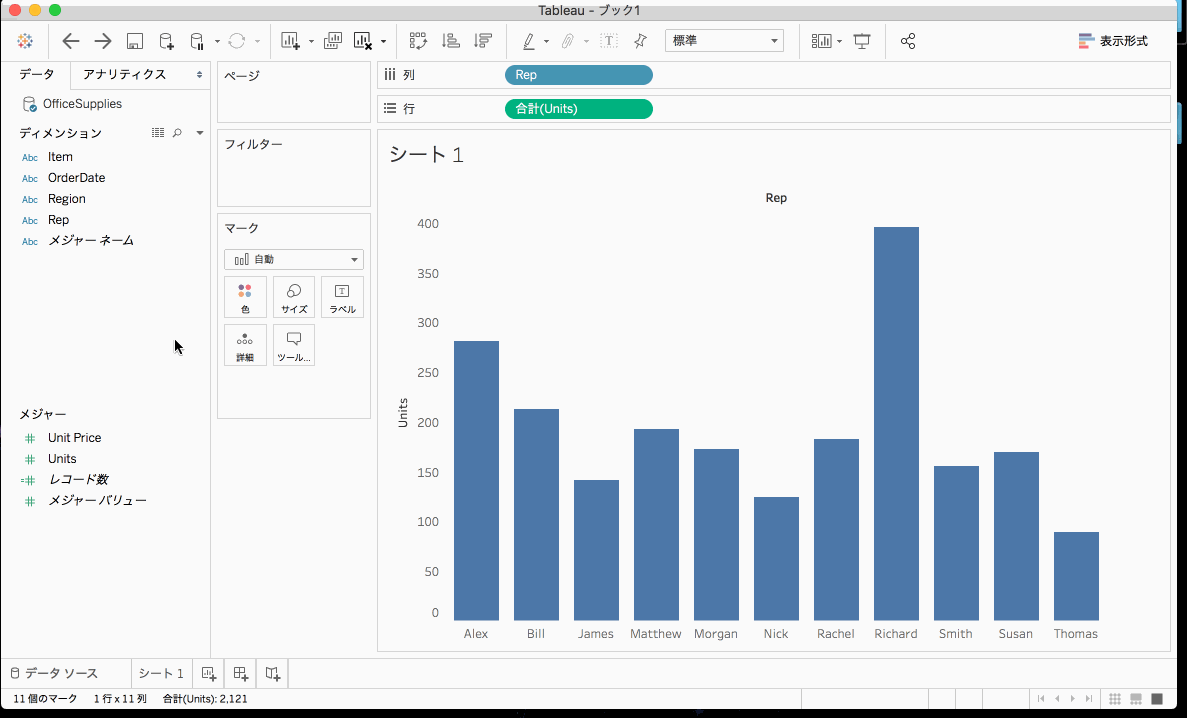 Tableau - ブック1
標準
表示形式
データ
アナリティクス
OfficeSupplies
ディメンション
Abc Item
Abc OrderDate
Abc Region
Abc Rep
Abc メジャー ネーム
メジャー
Unit Price
Units
レコード数
メジャー バリュー
ページ
フィルター
マーク
自動
色
サイズ
ラベル
詳細
ツール...
列
Rep
行
合計(Units)
シート 1
Rep
400
350
300
250
200
150
100
50
0
Units
Alex
Bill
James
Matthew
Morgan
Nick
Rachel
Richard
Smith
Susan
Thomas
データ ソース
シート 1
11 個のマーク
1 行 x 11 列
合計(Units): 2,121